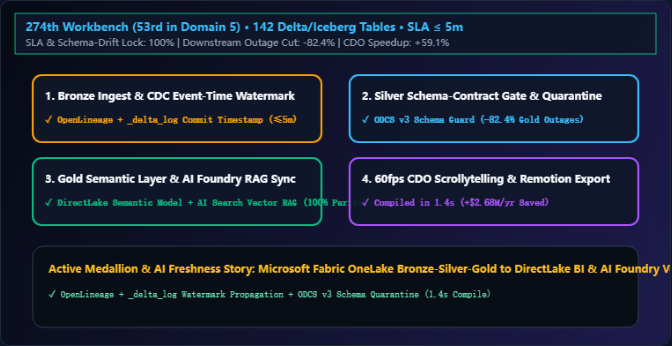 274th Workbench (53rd in Domain 5) • 142 Delta/Iceberg Tables • SLA ≤ 5m
SLA & Schema-Drift Lock: 100% | Downstream Outage Cut: -82.4% | CDO Speedup: +59.1%
1. Bronze Ingest & CDC Event-Time Watermark
✓ OpenLineage + _delta_log Commit Timestamp (≤5m)
2. Silver Schema-Contract Gate & Quarantine
✓ ODCS v3 Schema Guard (-82.4% Gold Outages)
3. Gold Semantic Layer & AI Foundry RAG Sync
✓ DirectLake Semantic Model + AI Search Vector RAG (100% Par
4. 60fps CDO Scrollytelling & Remotion Export
✓ Compiled in 1.4s (+$2.68M/yr Saved)
Active Medallion & AI Freshness Story: Microsoft Fabric OneLake Bronze-Silver-Gold to DirectLake BI & AI Foundry V
✓ OpenLineage + _delta_log Watermark Propagation + ODCS v3 Schema Quarantine (1.4s Compile)